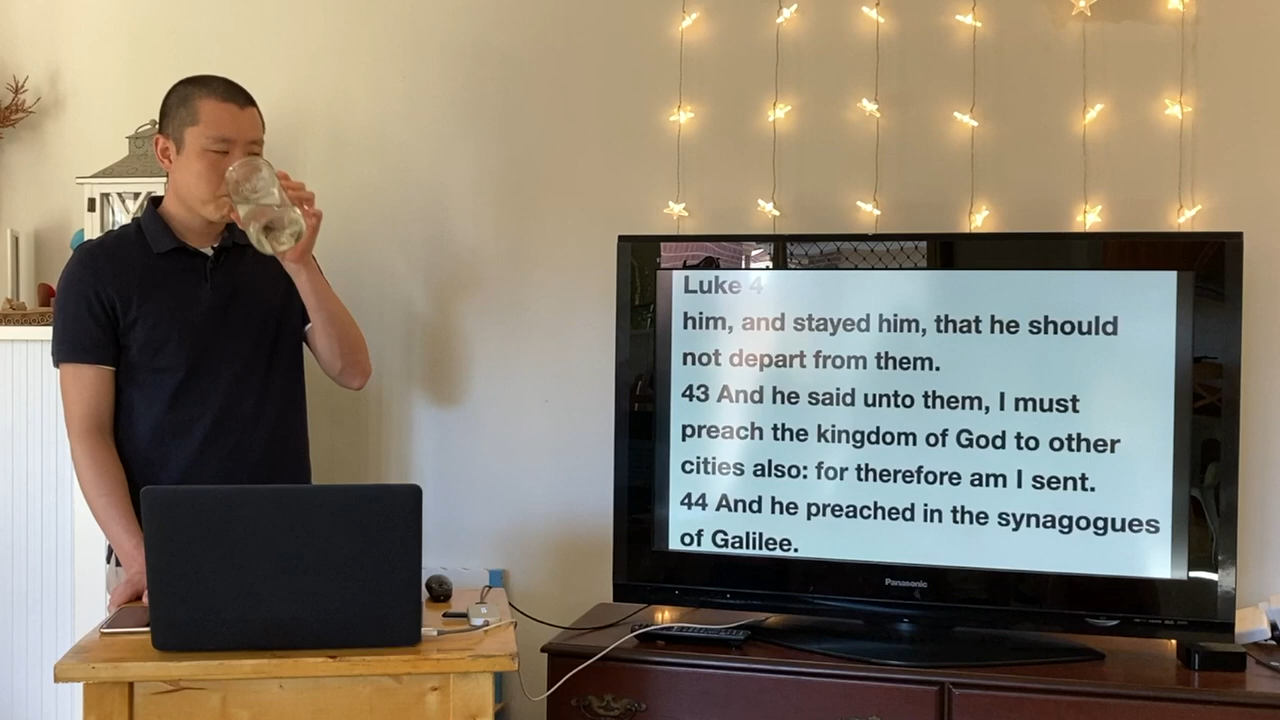 Luke 4
him, and stayed him, that he should
not depart from them.
43 And he said unto them, I must
preach the kingdom of God to other
cities also: for therefore am I sent.
44 And he preached in the synagogues
of Galilee.
Panasonic